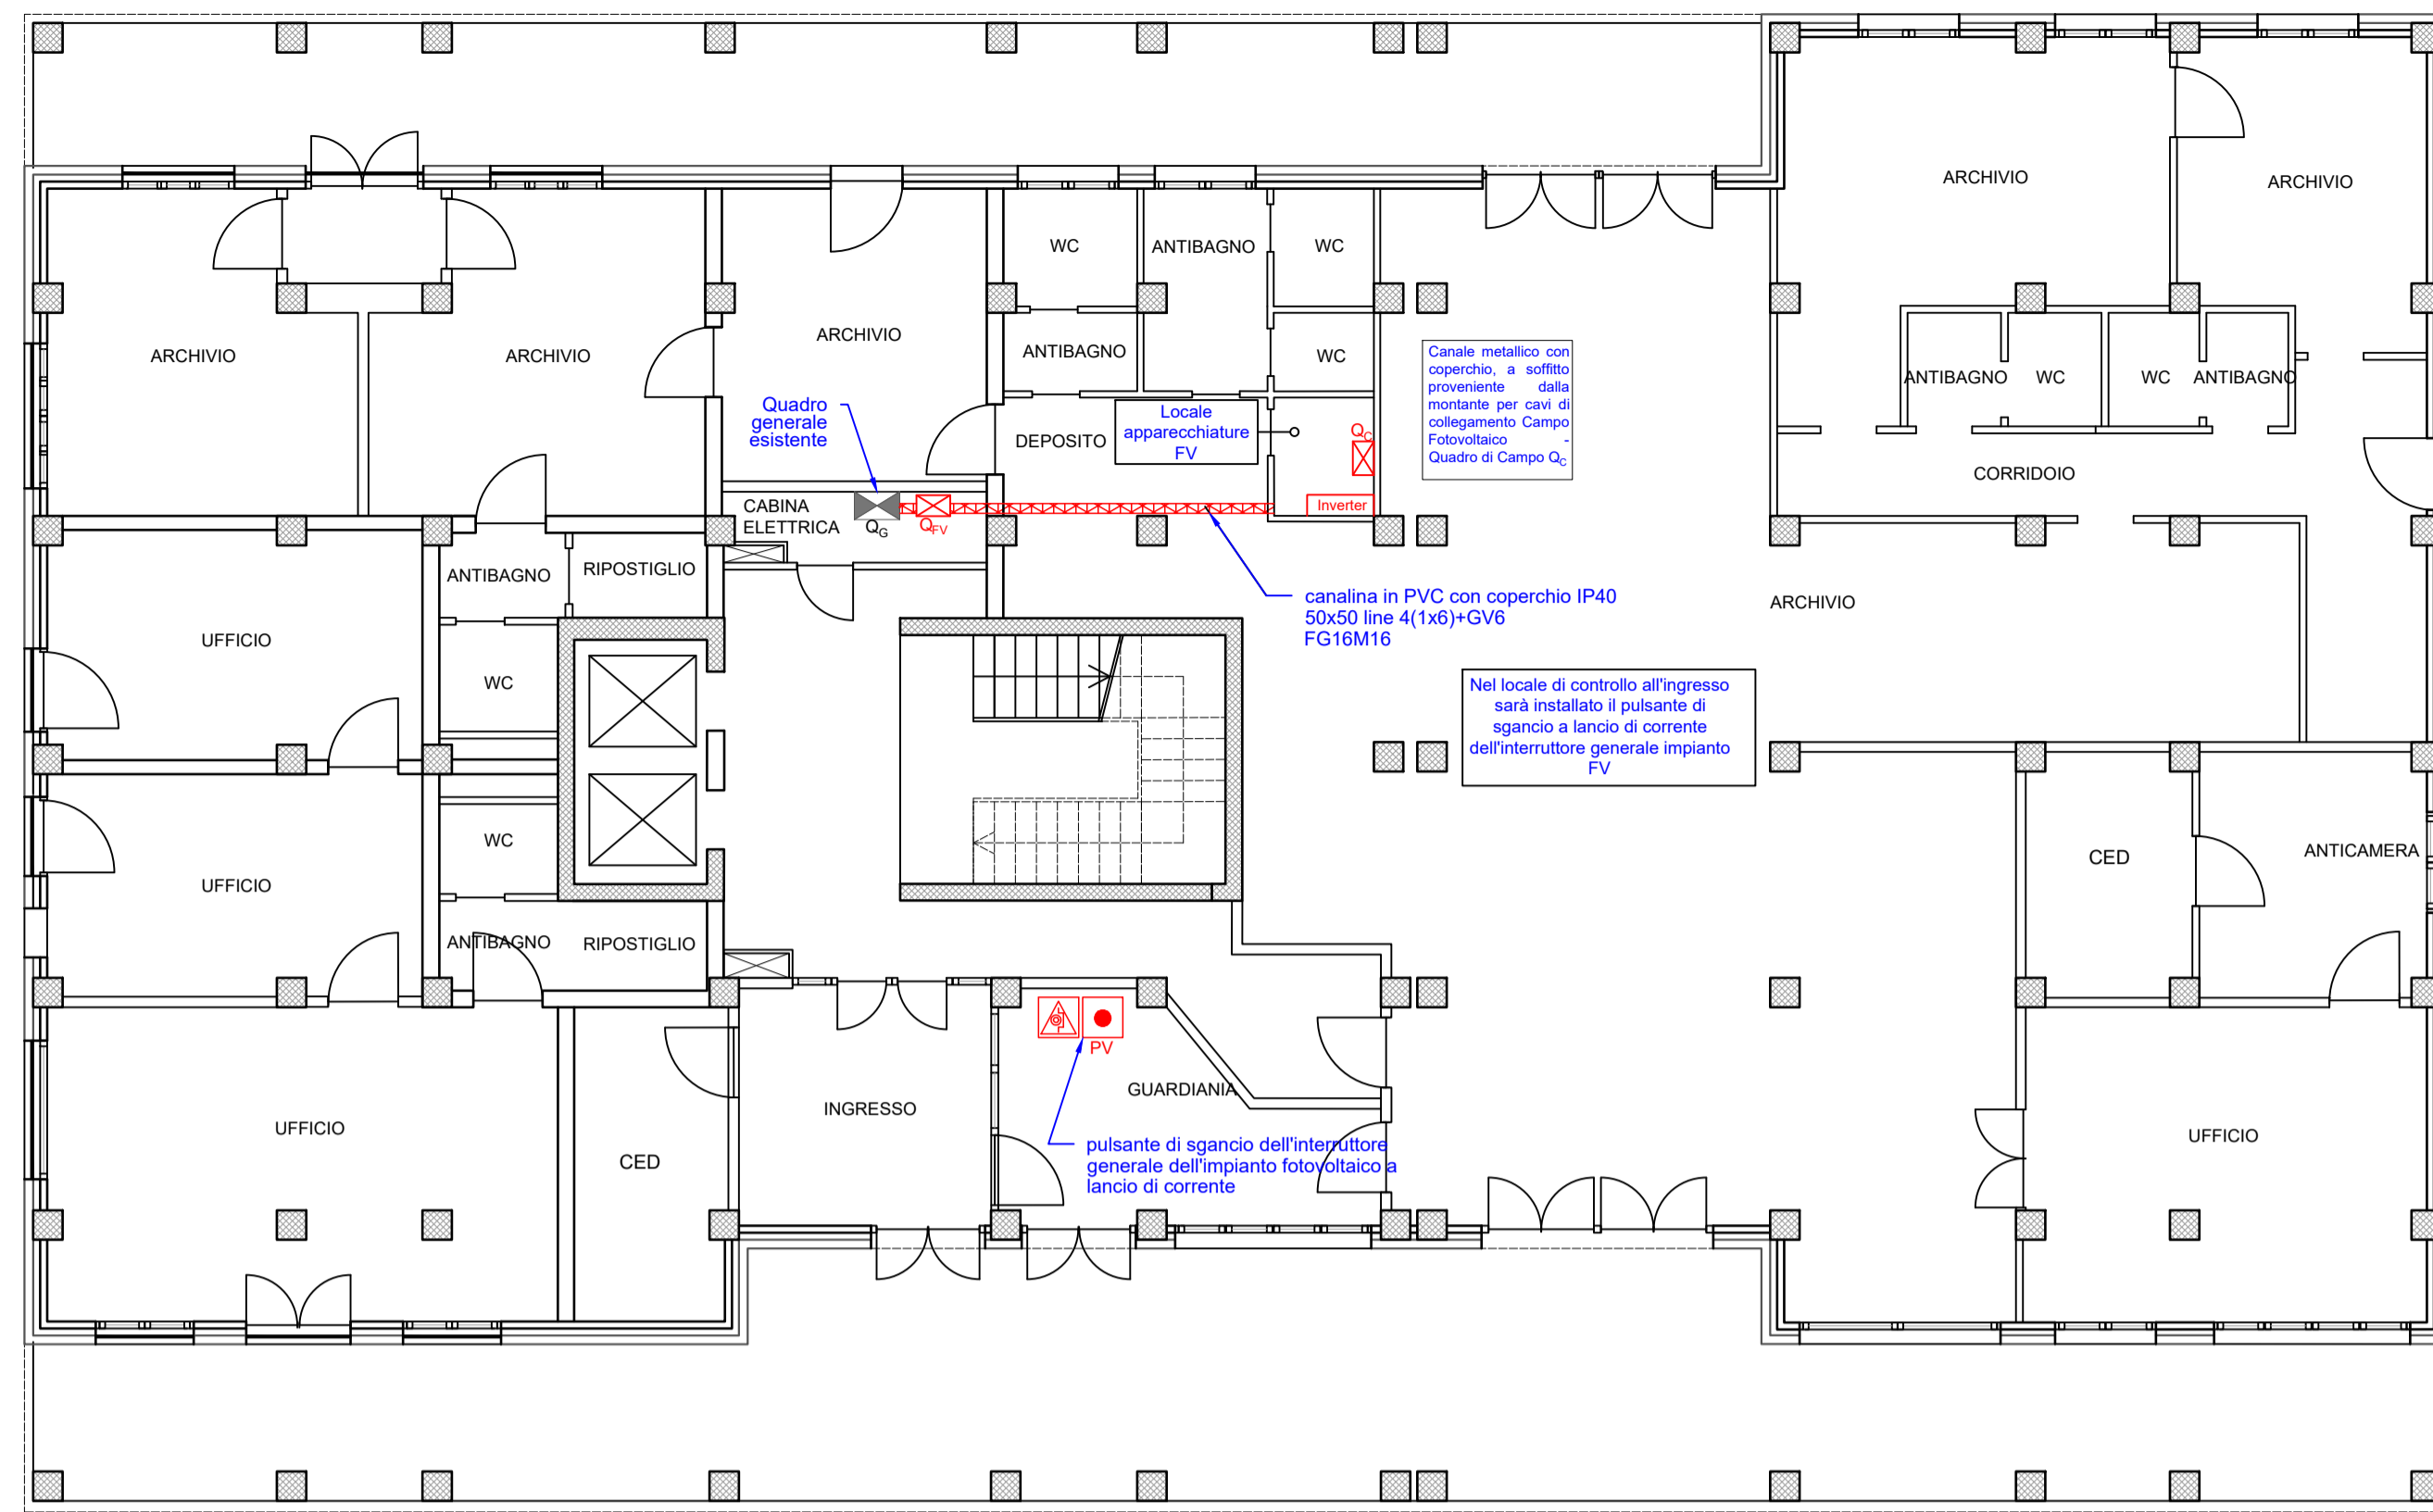 ARCHIVIO
ARCHIVIO
WC
ANTIBAGNO
WC
ARCHIVIO
ARCHIVIO
ARCHIVIO
ANTIBAGNO
WC
Canale metallico con
coperchio, a soffitto
proveniente dalla
montante per cavi di
collegamento Campo
Fotovoltaico -
Quadro di Campo QC
ANTIBAGNO
WC
WC
ANTIBAGNO
Quadro
generale
esistente
DEPOSITO
Locale
apparecchiature
FV
QC
CORRIDOIO
CABINA
ELETTRICA
QG
QFV
Inverter
ANTIBAGNO
RIPOSTIGLIO
canalina in PVC con coperchio IP40
50x50 line 4(1x6)+GV6
FG16M16
ARCHIVIO
UFFICIO
WC
Nel locale di controllo all'ingresso
sarà installato il pulsante di
sgancio a lancio di corrente
dell'interruttore generale impianto
FV
WC
CED
ANTICAMERA
UFFICIO
ANTIBAGNO
RIPOSTIGLIO
PV
GUARDIANIA
INGRESSO
UFFICIO
CED
UFFICIO
pulsante di sgancio dell'interruttore
generale dell'impianto fotovoltaico a
lancio di corrente